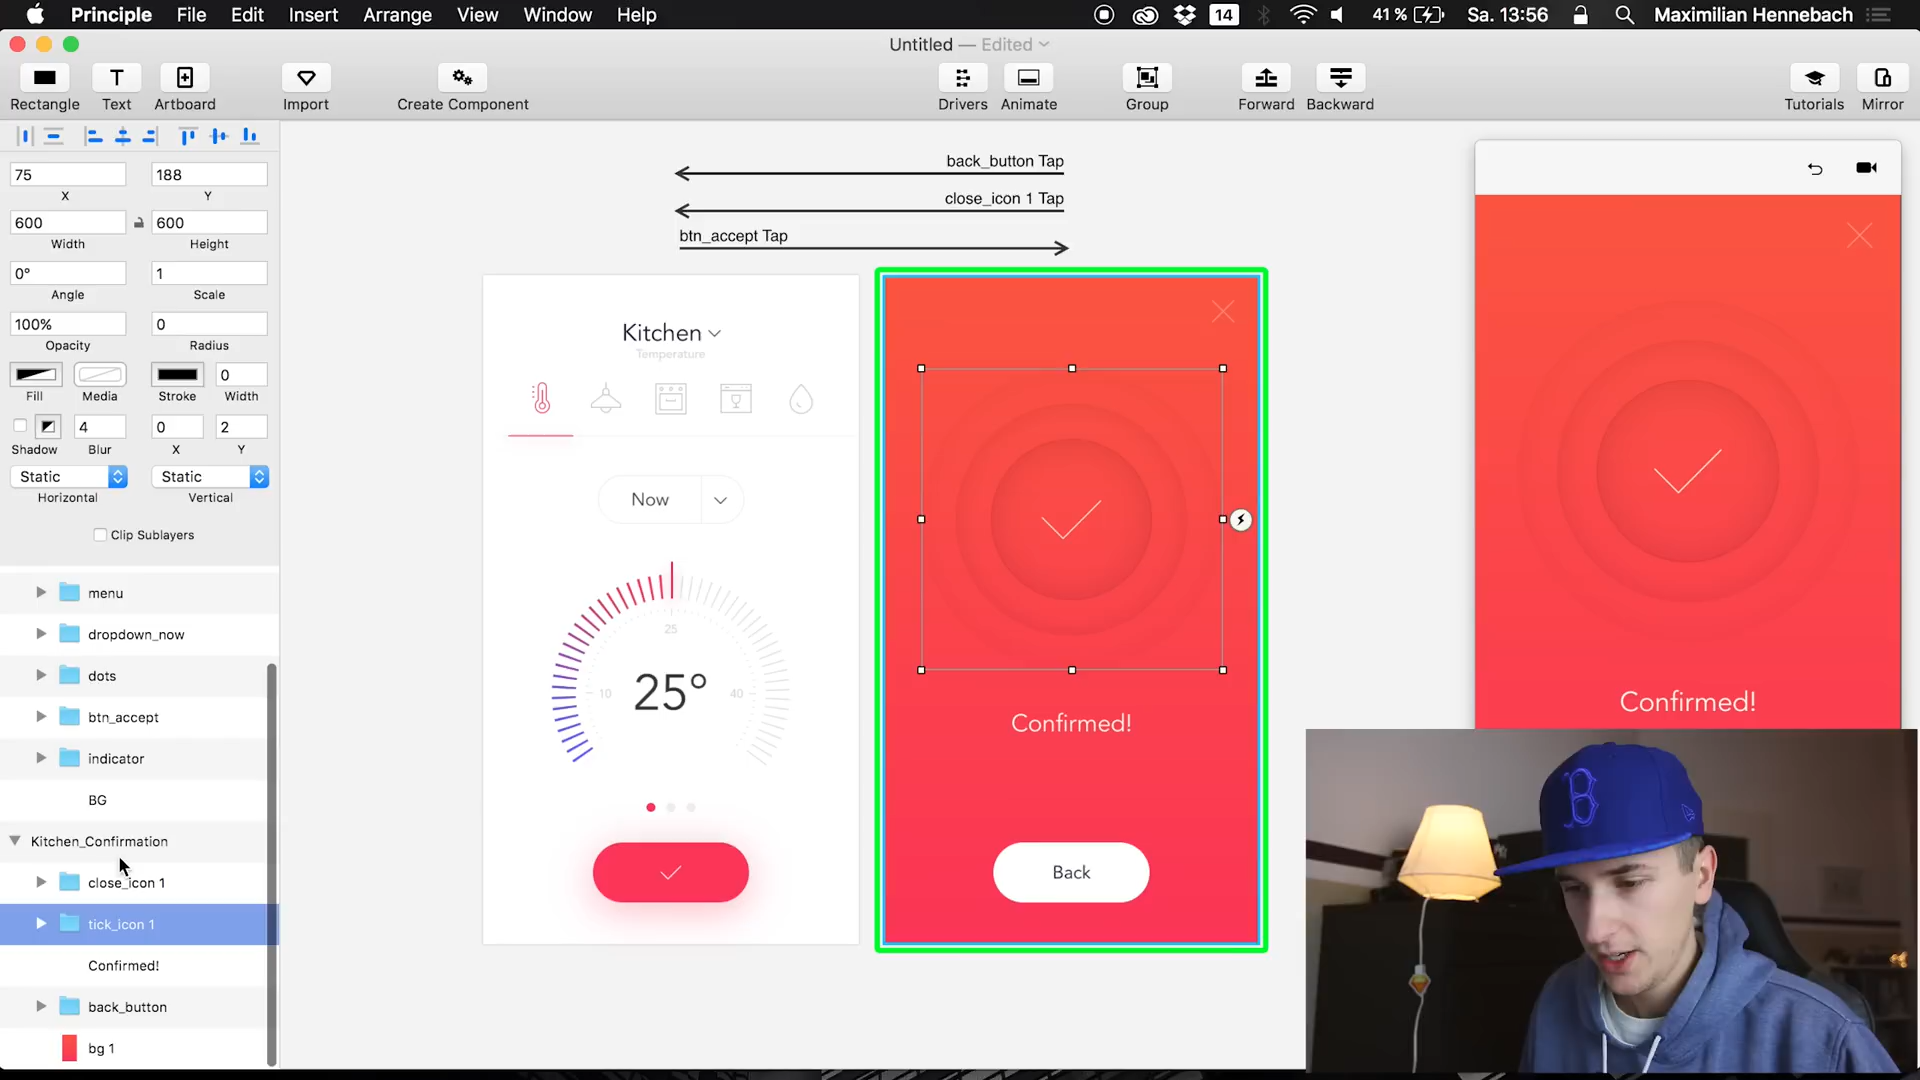 Principle File Edit Insert Arrange View Window Help 14 41 % Sa. 13:56 Maximilian Hennebach
Untitled — Edited
Rectangle Text Artboard Import Create Component Drivers Animate Group Forward Backward Tutorials Mirror
75 188
X Y
600 600
Width Height
0° 1
Angle Scale
100% 0
Opacity Radius
0
Fill Media Stroke Width
4 0 2
Shadow Blur X Y
Static Static
Horizontal Vertical
Clip Sublayers
menu
dropdown_now
dots
btn_accept
indicator
BG
Kitchen_Confirmation
close_icon 1
tick_icon 1
Confirmed!
back_button
bg 1
back_button Tap
close_icon 1 Tap
btn_accept Tap
Kitchen
Temperature
Now
25
10 25° 40
Confirmed!
Back
Confirmed!
B